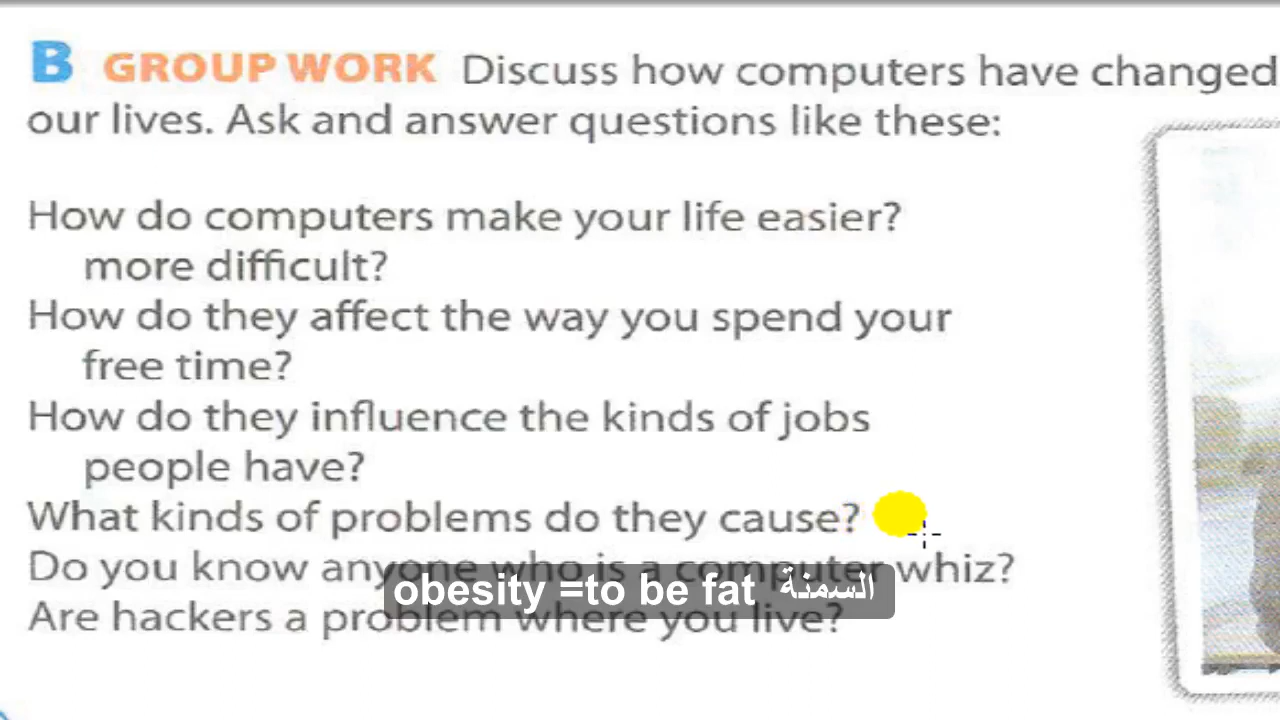 B GROUP WORK Discuss how computers have changed
our lives. Ask and answer questions like these:
How do computers make your life easier?
more difficult?
How do they affect the way you spend your
free time?
How do they influence the kinds of jobs
people have?
What kinds of problems do they cause?
Do you know anyone who is a computer whiz?
obesity =to be fat السمنة
Are hackers a problem where you live?